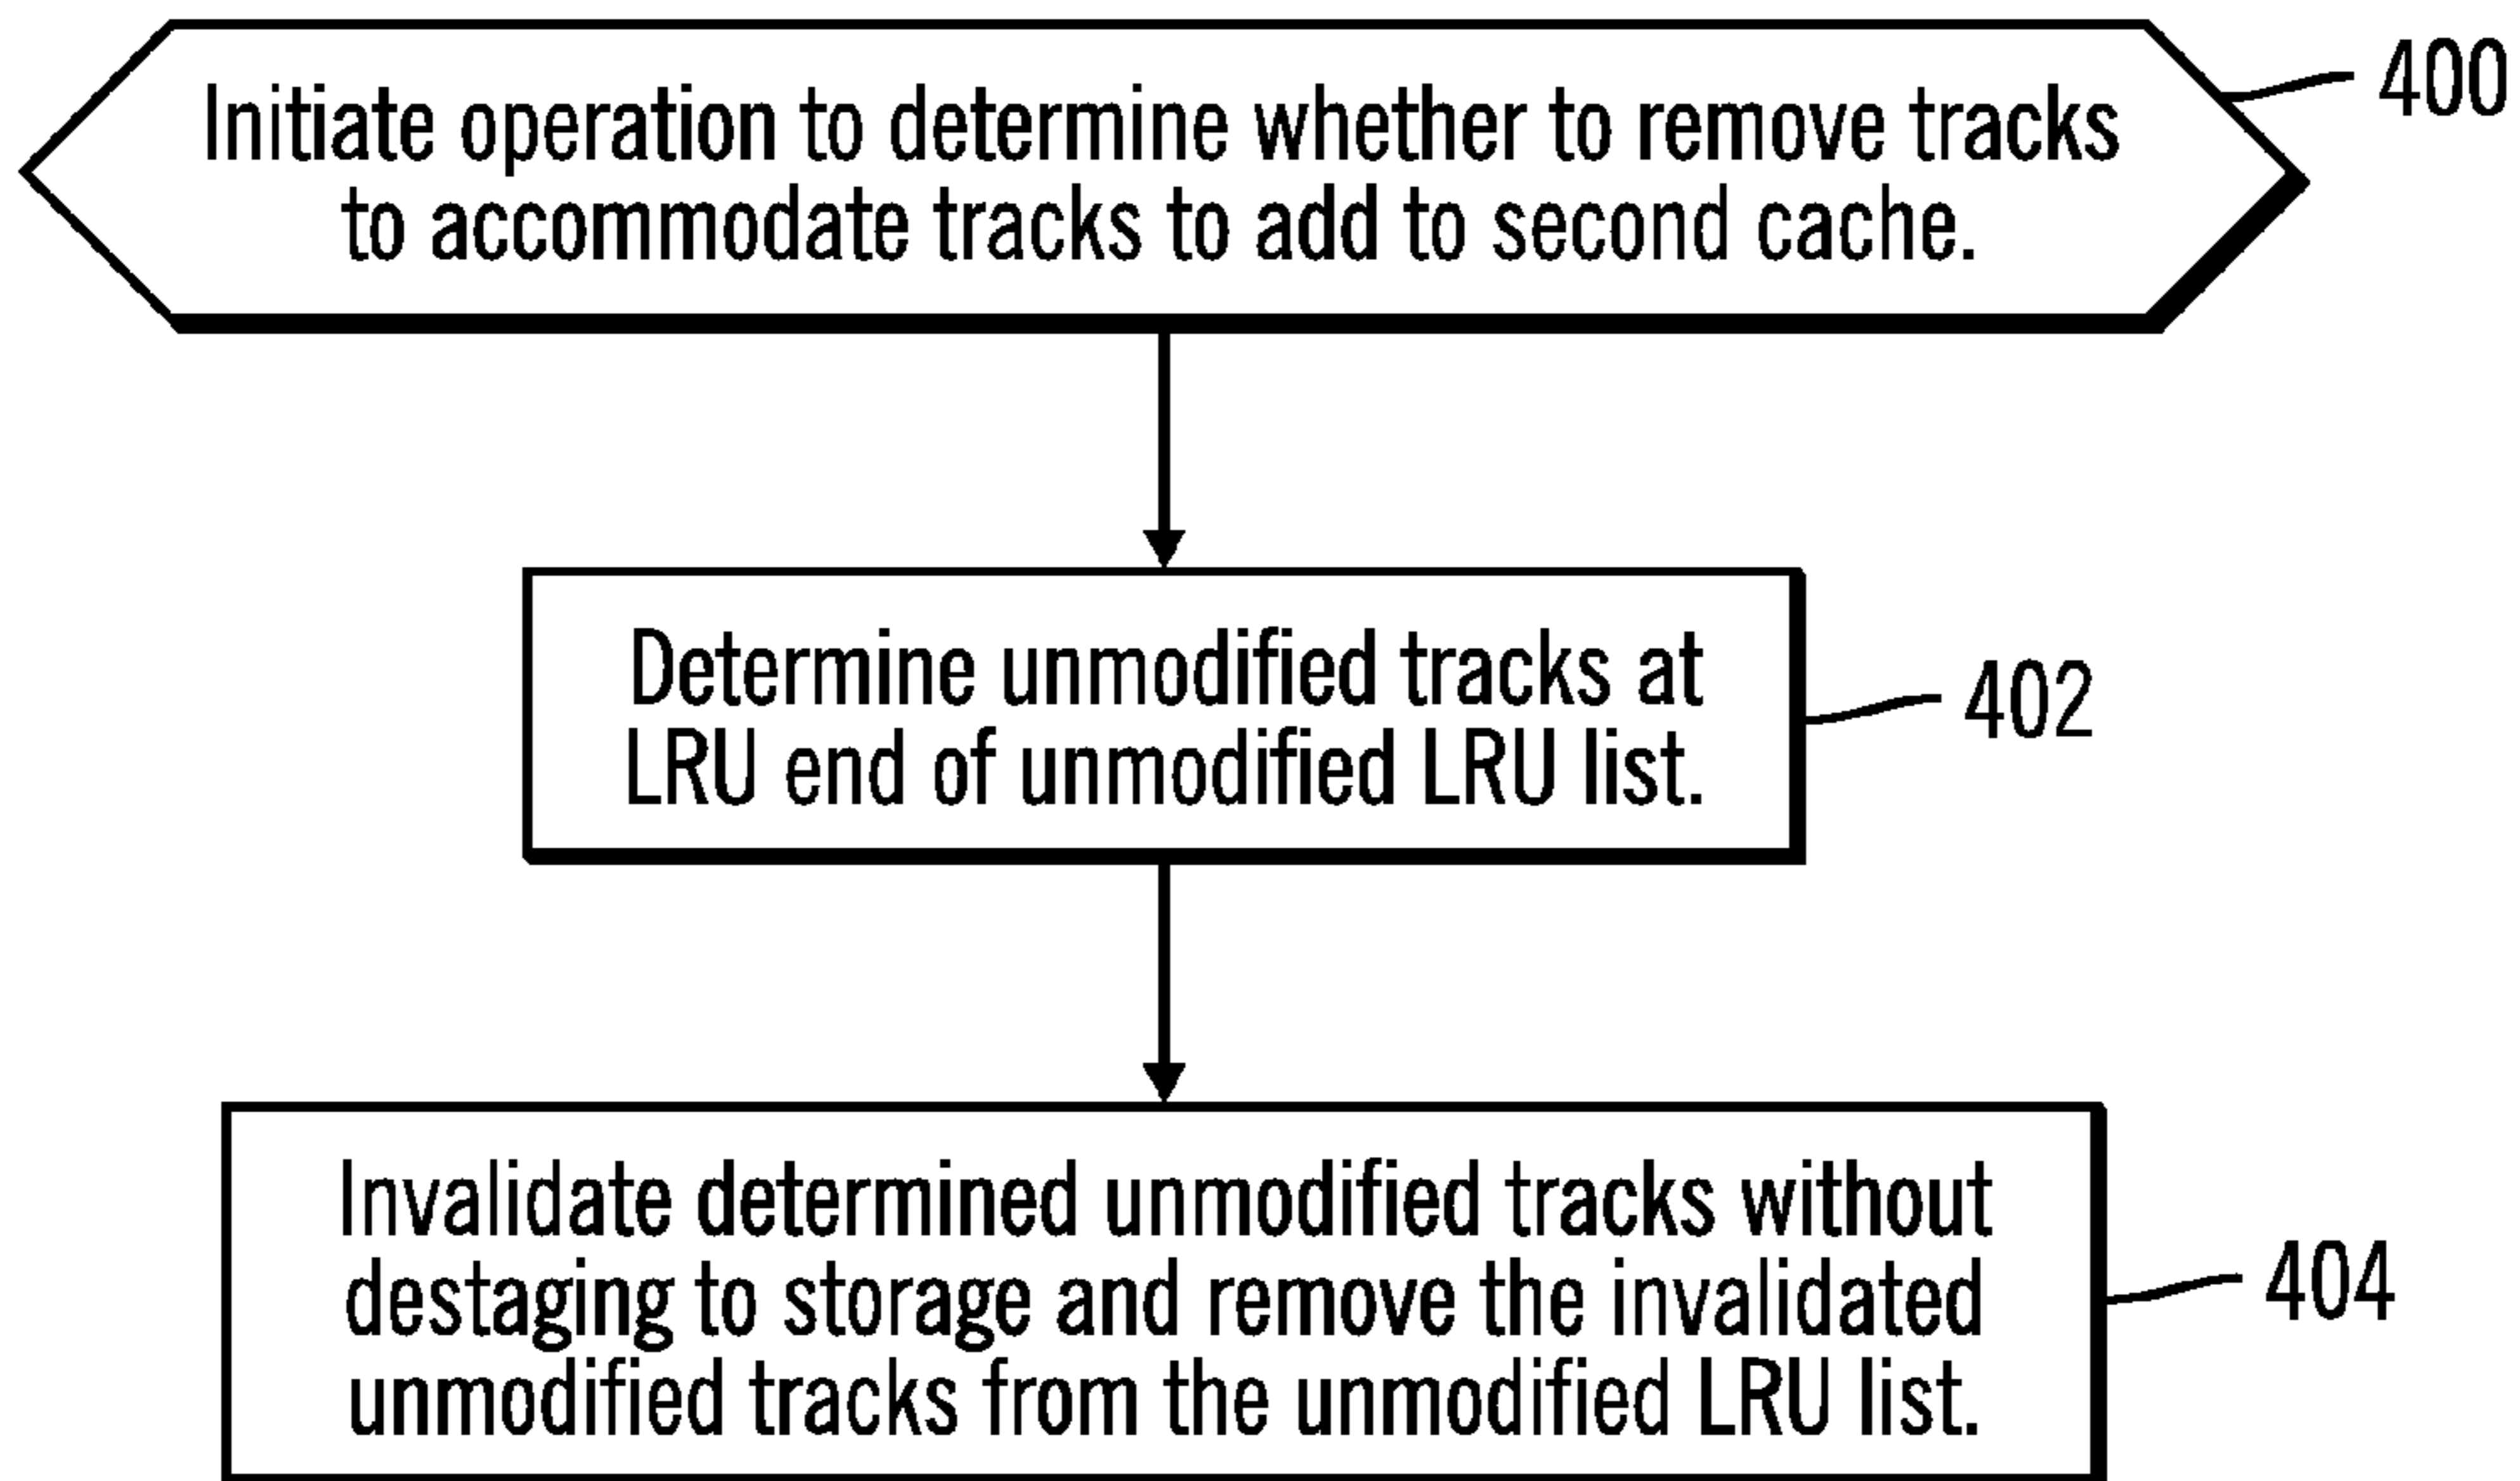 Initiate operation to determine whether to remove tracks
400
to accommodate tracks to add to second cache.
Determine unmodified tracks at
402
LRU end of unmodified LRU list.
Invalidate determined unmodified tracks without
destaging to storage and remove the invalidated
404
unmodified tracks from the unmodified LRU list.